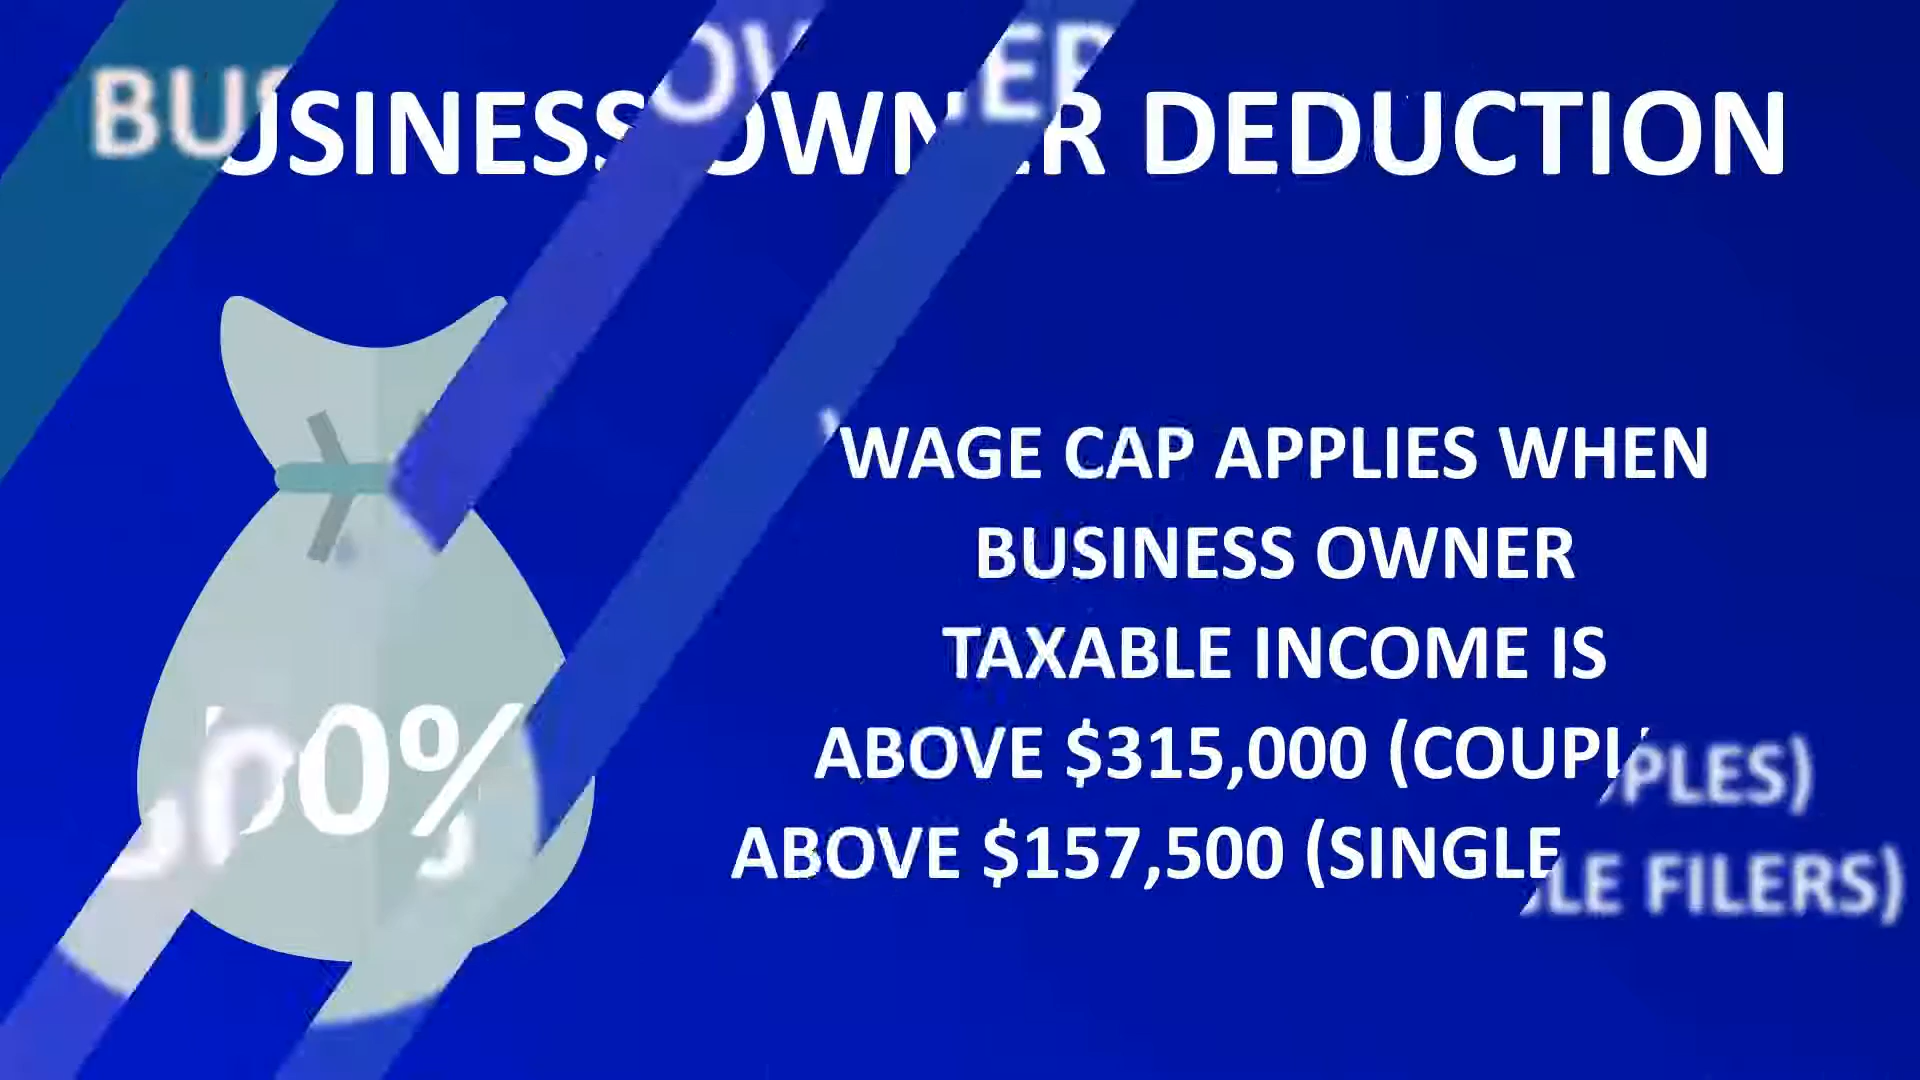 BUSINESS OWNER DEDUCTION
WAGE CAP APPLIES WHEN
BUSINESS OWNER
TAXABLE INCOME IS
ABOVE $315,000 (COUPLES)
ABOVE $157,500 (SINGLE FILERS)